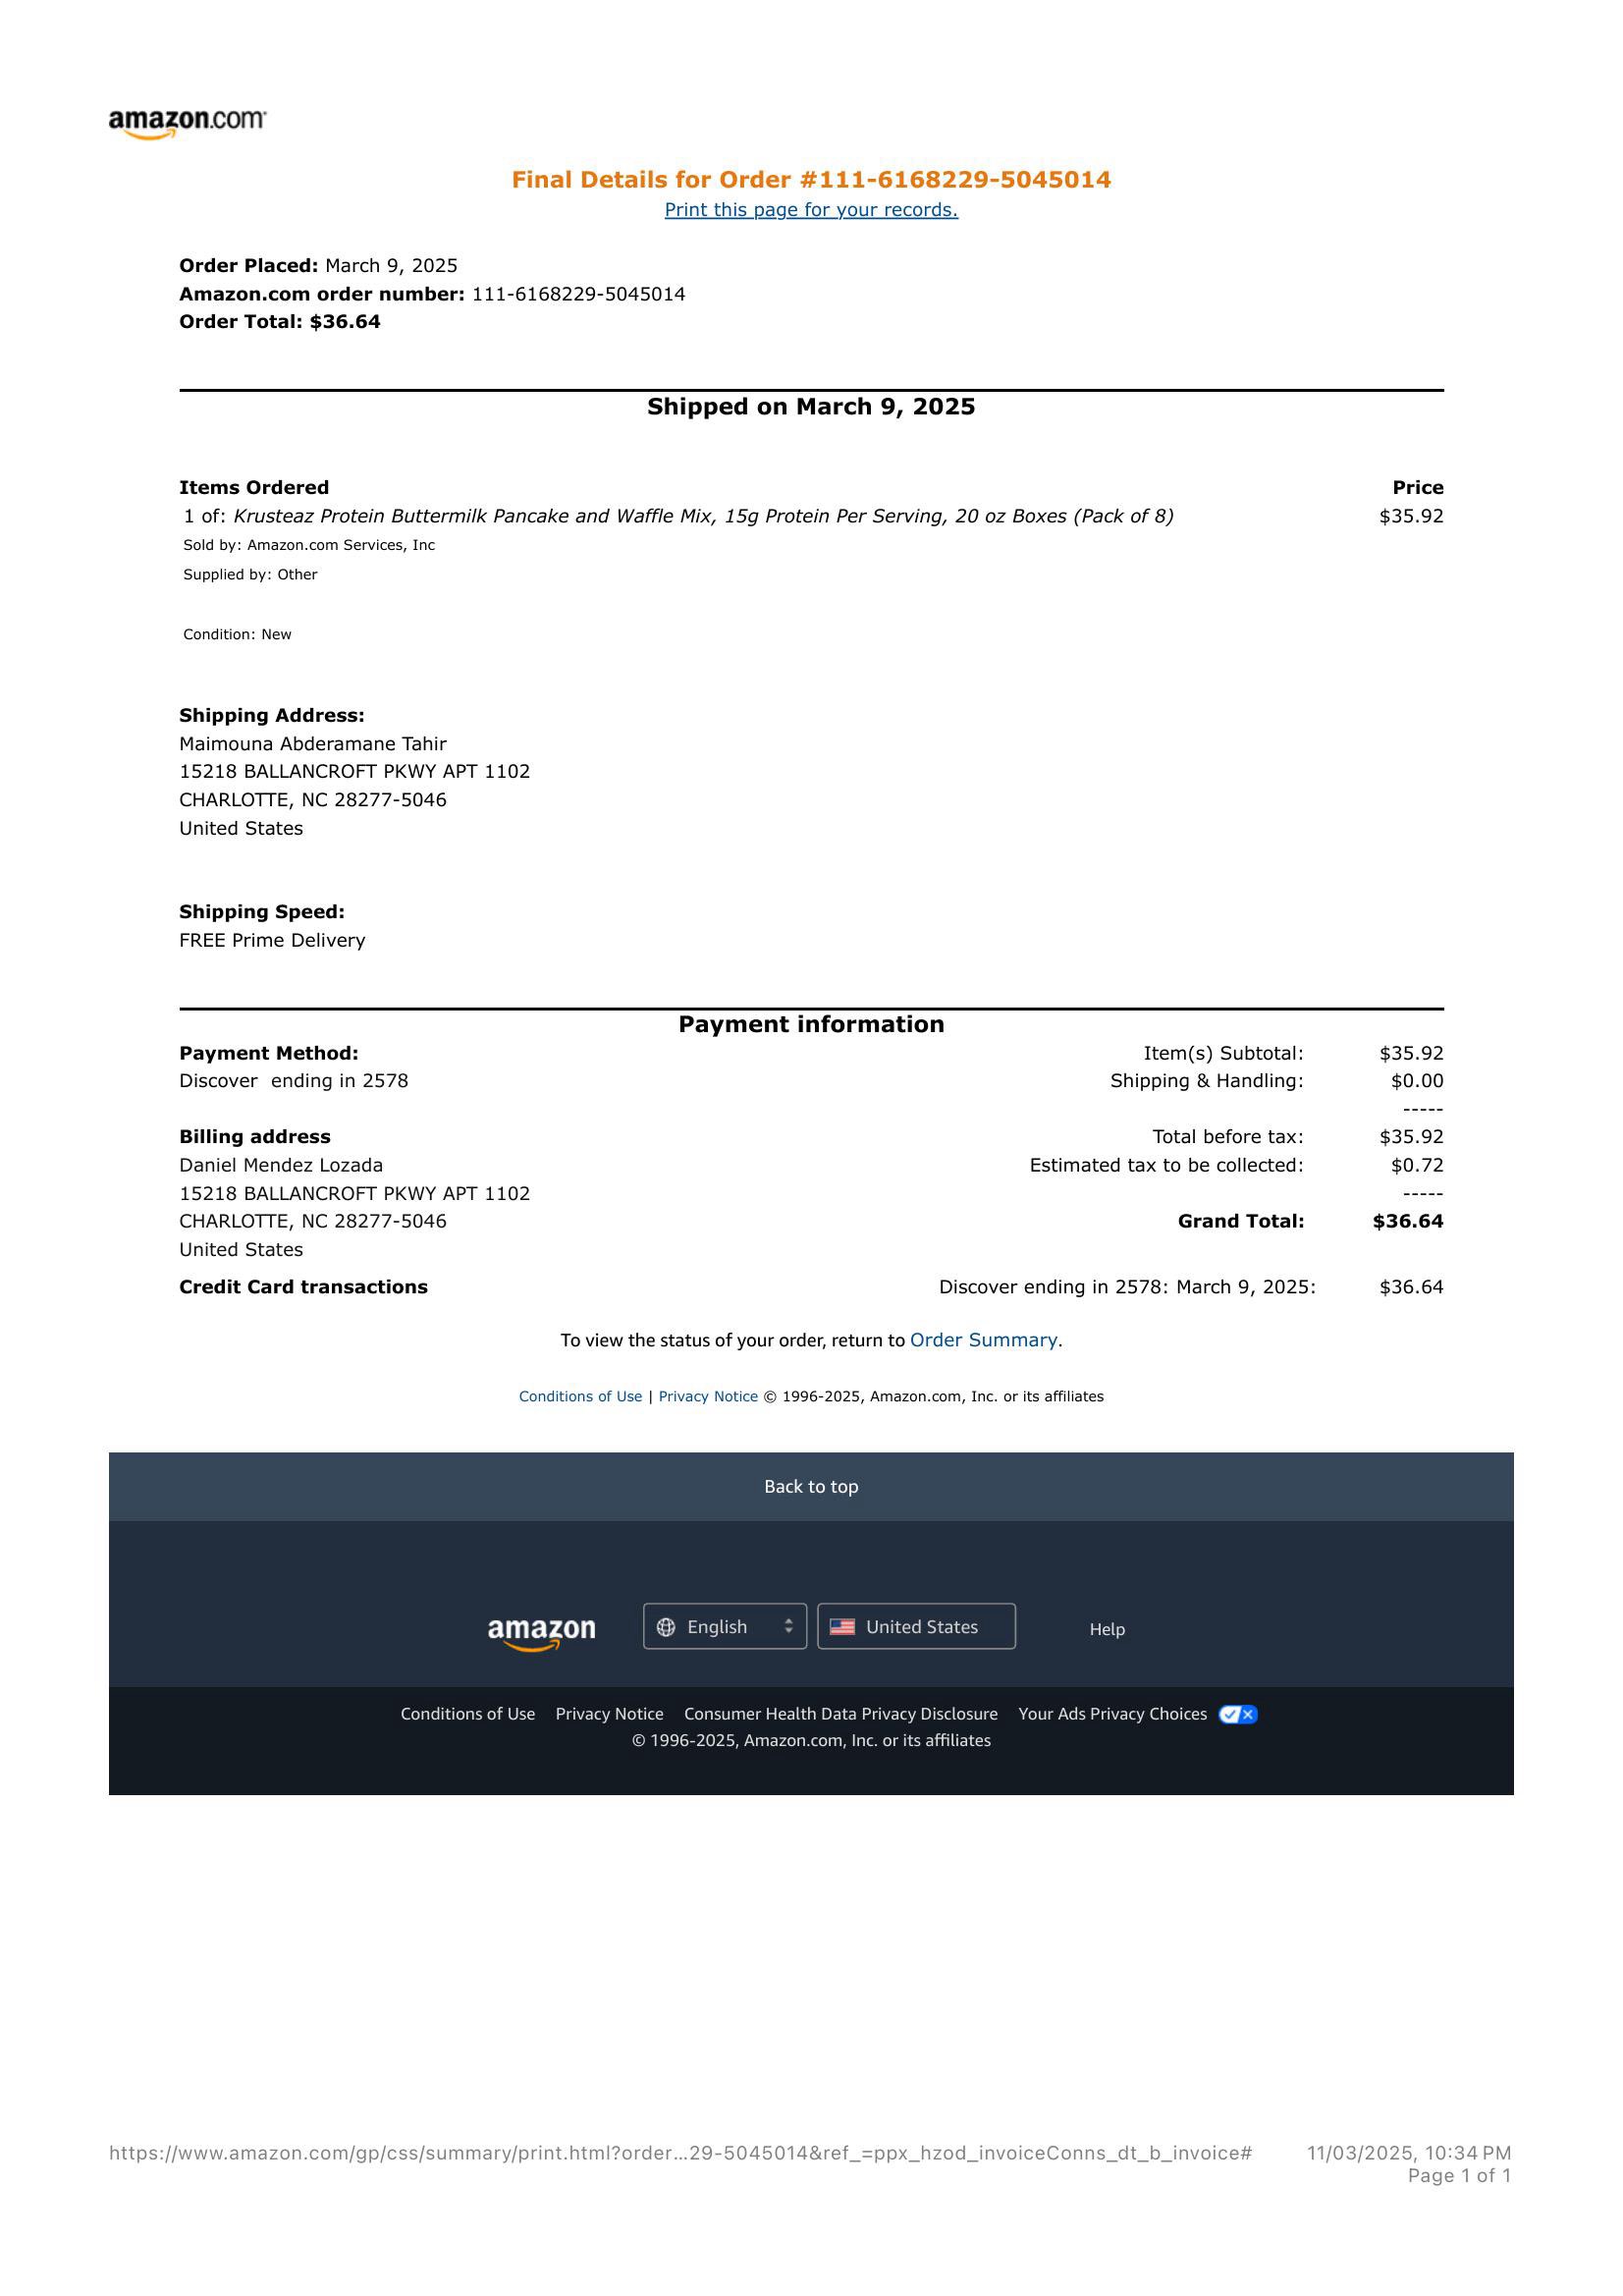 amazon.com
Final Details for Order #111-6168229-5045014
Print this page for your records.
Order Placed: March 9, 2025
Amazon.com order number: 111-6168229-5045014
Order Total: $36.64
Shipped on March 9, 2025
Items Ordered Price
1 of: Krusteaz Protein Buttermilk Pancake and Waffle Mix, 15g Protein Per Serving, 20 oz Boxes (Pack of 8) $35.92
Sold by: Amazon.com Services, Inc
Supplied by: Other
Condition: New
Shipping Address:
Maimouna Abderamane Tahir
15218 BALLANCROFT PKWY APT 1102
CHARLOTTE, NC 28277-5046
United States
Shipping Speed:
FREE Prime Delivery
Payment information
Payment Method: Item(s) Subtotal: $35.92
Discover ending in 2578 Shipping & Handling: $0.00
-----
Billing address Total before tax: $35.92
Daniel Mendez Lozada Estimated tax to be collected: $0.72
15218 BALLANCROFT PKWY APT 1102 -----
CHARLOTTE, NC 28277-5046 Grand Total: $36.64
United States
Credit Card transactions Discover ending in 2578: March 9, 2025: $36.64
To view the status of your order, return to Order Summary.
Conditions of Use | Privacy Notice © 1996-2025, Amazon.com, Inc. or its affiliates
Back to top
amazon English United States Help
Conditions of Use Privacy Notice Consumer Health Data Privacy Disclosure Your Ads Privacy Choices
© 1996-2025, Amazon.com, Inc. or its affiliates
https://www.amazon.com/gp/css/summary/print.html?order…29-5045014&ref_=ppx_hzod_invoiceConns_dt_b_invoice# 11/03/2025, 10:34 PM
Page 1 of 1